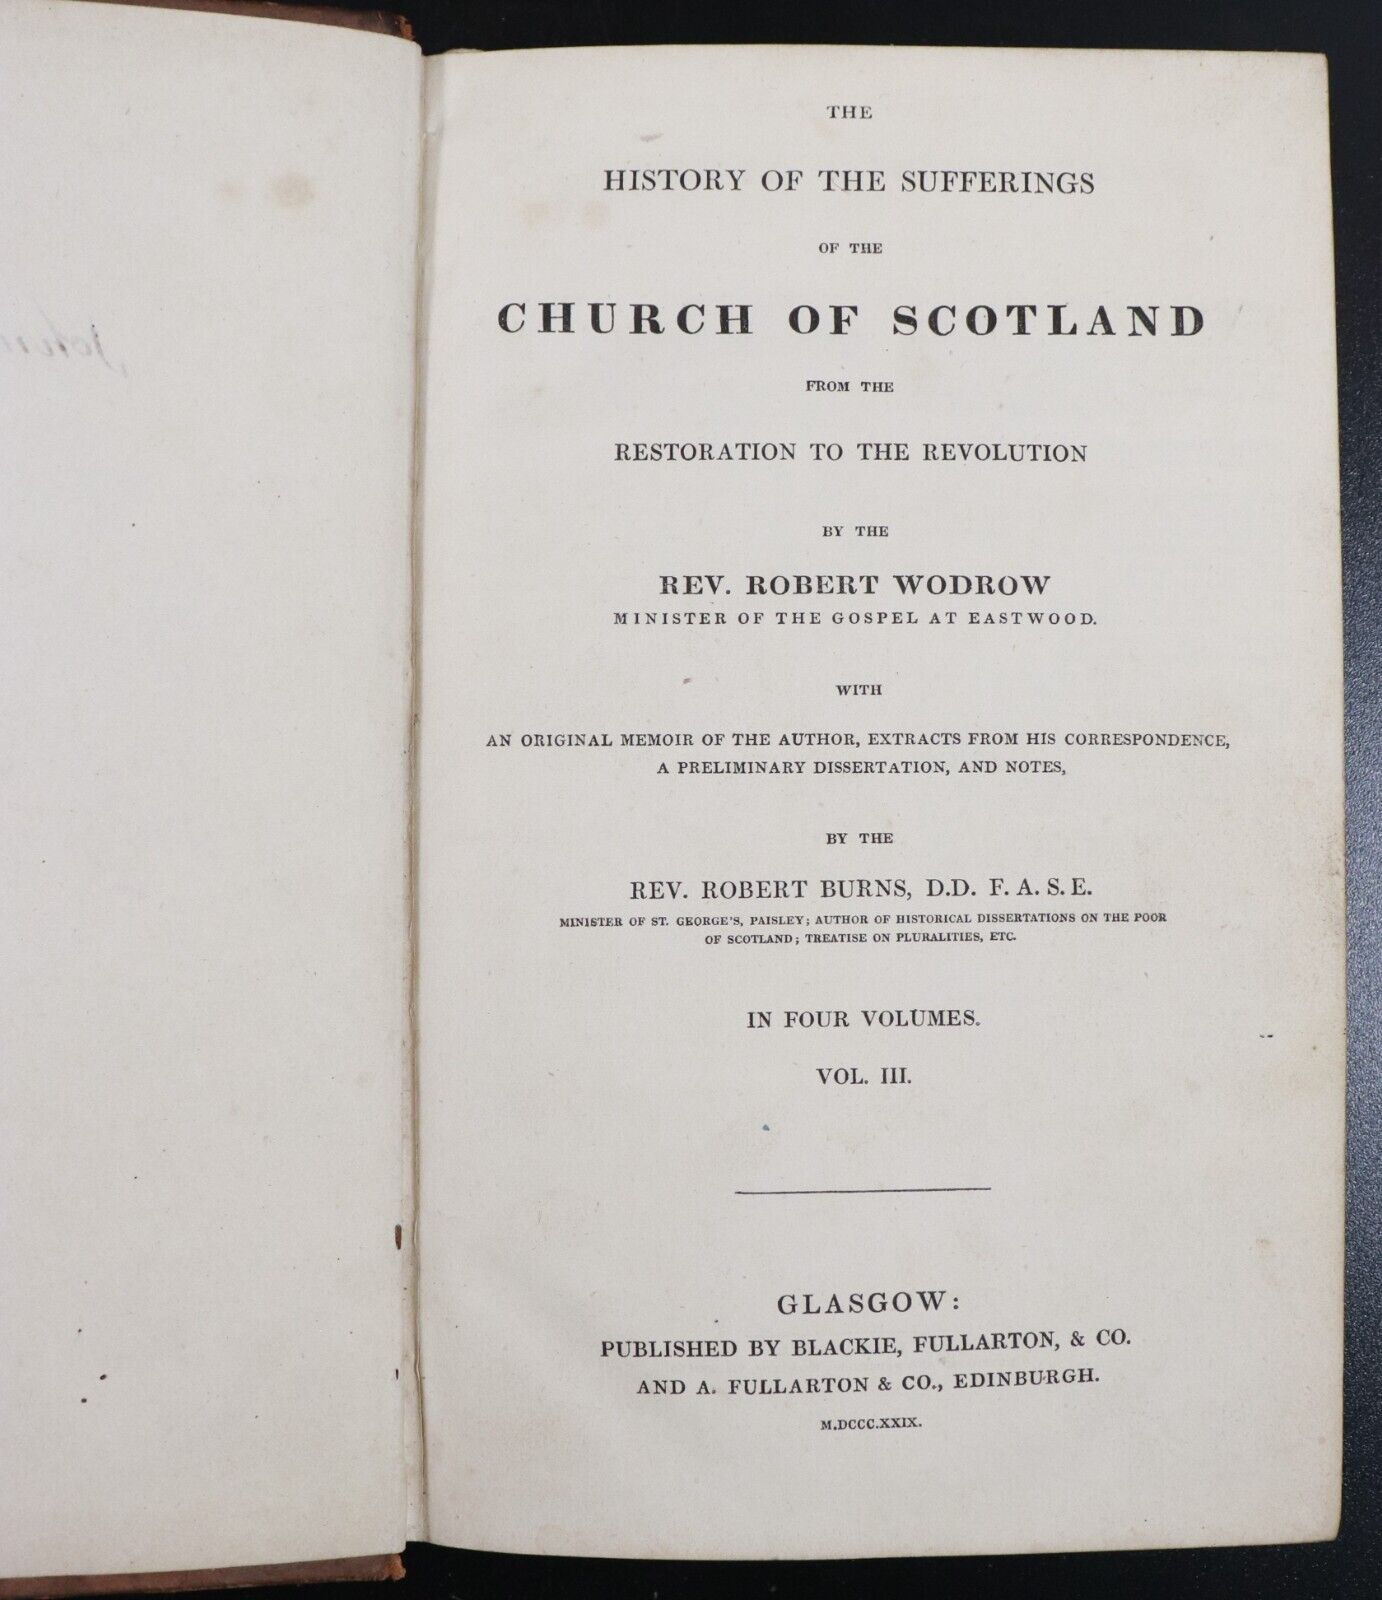 THE
HISTORY OF THE SUFFERINGS
OF THE
CHURCH OF SCOTLAND
FROM THE
RESTORATION TO THE REVOLUTION
BY THE
REV. ROBERT WODROW
MINISTER OF THE GOSPEL AT EASTWOOD.
WITH
AN ORIGINAL MEMOIR OF THE AUTHOR, EXTRACTS FROM HIS CORRESPONDENCE,
A PRELIMINARY DISSERTATION, AND NOTES,
BY THE
REV. ROBERT BURNS, D.D. F. A. S. E.
MINISTER OF ST. GEORGE'S, PAISLEY; AUTHOR OF HISTORICAL DISSERTATIONS ON THE POOR
OF SCOTLAND; TREATISE ON PLURALITIES, ETC.
IN FOUR VOLUMES.
VOL. III.
GLASGOW:
PUBLISHED BY BLACKIE, FULLARTON, & CO.
AND A. FULLARTON & CO., EDINBURGH.
M.DCCC.XXIX.